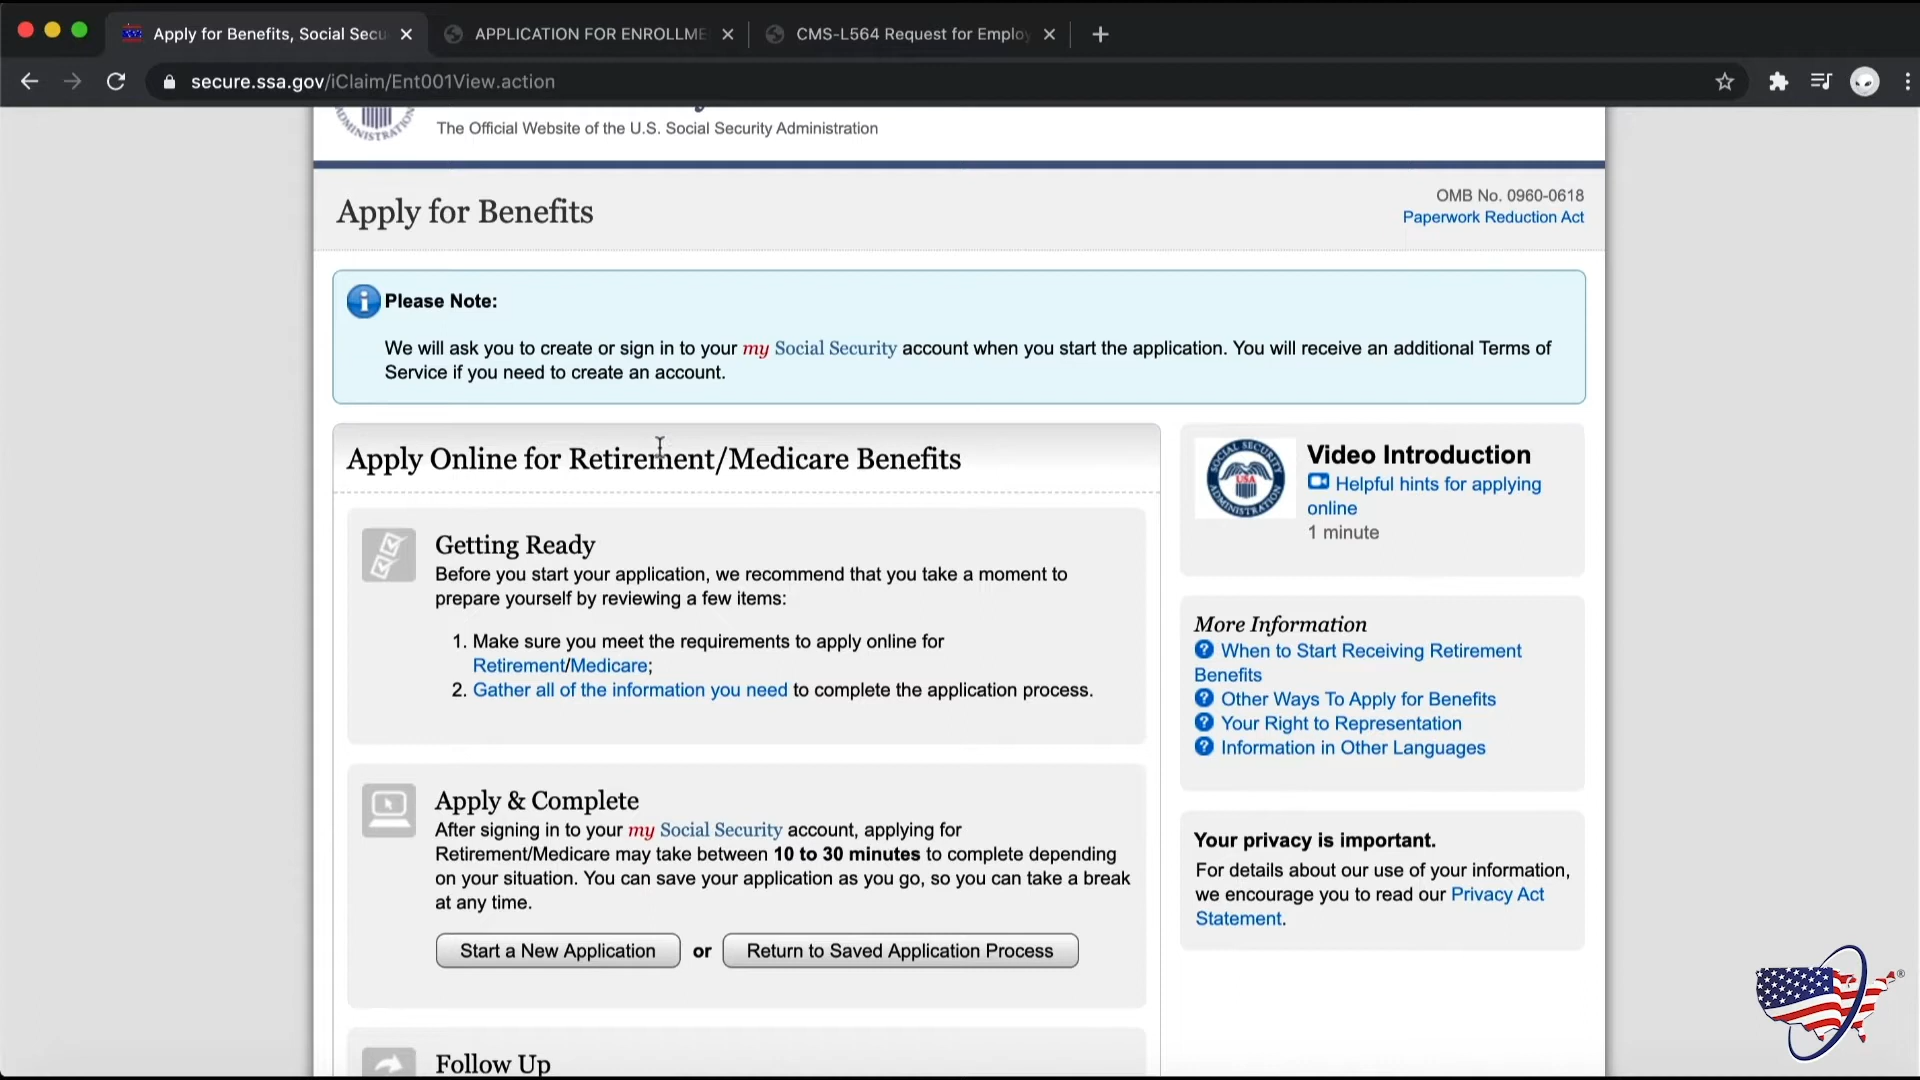 Apply for Benefits, Social Secu
APPLICATION FOR ENROLLME
CMS-L564 Request for Employ
secure.ssa.gov/iClaim/Ent001View.action
ADMINISTRATION
The Official Website of the U.S. Social Security Administration
Apply for Benefits
OMB No. 0960-0618
Paperwork Reduction Act
Please Note:
We will ask you to create or sign in to your my Social Security account when you start the application. You will receive an additional Terms of
Service if you need to create an account.
Apply Online for Retirement/Medicare Benefits
Getting Ready
Before you start your application, we recommend that you take a moment to
prepare yourself by reviewing a few items:
1. Make sure you meet the requirements to apply online for
Retirement/Medicare;
2. Gather all of the information you need to complete the application process.
Apply & Complete
After signing in to your my Social Security account, applying for
Retirement/Medicare may take between 10 to 30 minutes to complete depending
on your situation. You can save your application as you go, so you can take a break
at any time.
Start a New Application or Return to Saved Application Process
Follow Up
SOCIAL SECURITY
USA
ADMINISTRATION
Video Introduction
Helpful hints for applying
online
1 minute
More Information
? When to Start Receiving Retirement
Benefits
? Other Ways To Apply for Benefits
? Your Right to Representation
? Information in Other Languages
Your privacy is important.
For details about our use of your information,
we encourage you to read our Privacy Act
Statement.
®